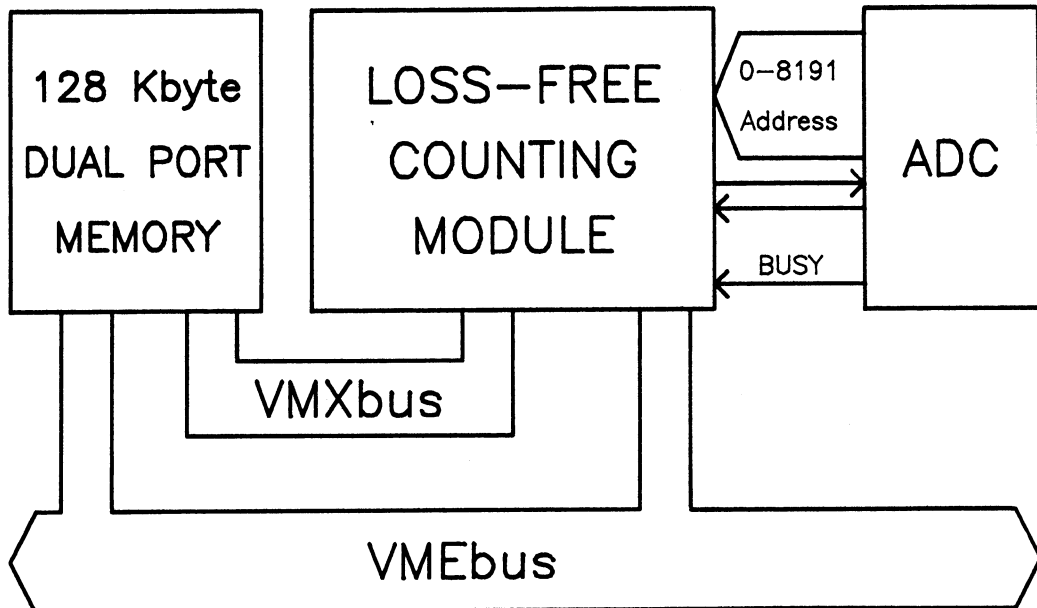 128 Kbyte
DUAL PORT
MEMORY
LOSS-FREE
COUNTING
MODULE
0-8191
Address
BUSY
ADC
VMXbus
VMEbus